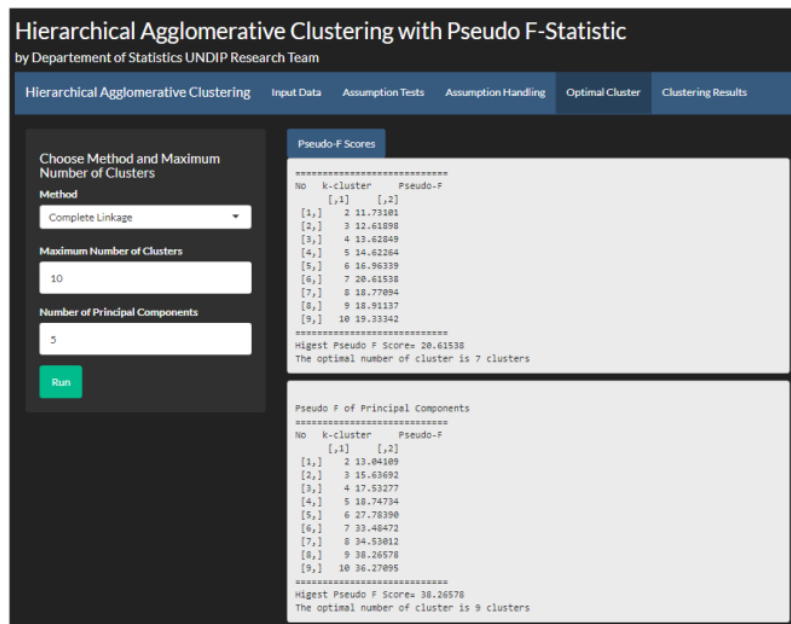 Hierarchical Agglomerative Clustering with Pseudo F-Statistic
by Departement of Statistics UNDIP Research Team
Hierarchical Agglomerative Clustering Input Data Assumption Tests Assumption Handling Optimal Cluster Clustering Results
Choose Method and Maximum
Number of Clusters
Method
Complete Linkage
Maximum Number of Clusters
10
Number of Principal Components
5
Run
Pseudo-F Scores
============================
No k-cluster Pseudo-F
[,1] [,2]
[1,] 2 11.73101
[2,] 3 12.61898
[3,] 4 13.62849
[4,] 5 14.62264
[5,] 6 16.96339
[6,] 7 20.61538
[7,] 8 18.77094
[8,] 9 18.91137
[9,] 10 19.33342
============================
Higest Pseudo F Score= 20.61538
The optimal number of cluster is 7 clusters
Pseudo F of Principal Components
============================
No k-cluster Pseudo-F
[,1] [,2]
[1,] 2 13.04109
[2,] 3 15.63692
[3,] 4 17.53277
[4,] 5 18.74734
[5,] 6 27.78390
[6,] 7 33.48472
[7,] 8 34.53012
[8,] 9 38.26578
[9,] 10 36.27095
============================
Higest Pseudo F Score= 38.26578
The optimal number of cluster is 9 clusters